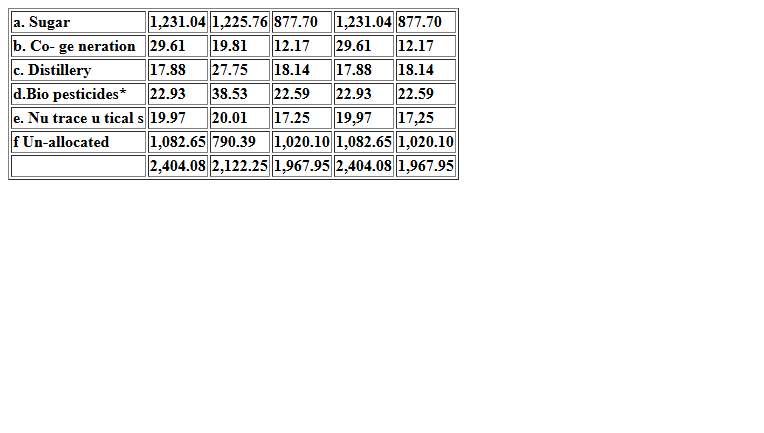 a. Sugar 1,231.04 1,225.76 877.70 1,231.04 877.70
b. Co- ge neration 29.61 19.81 12.17 29.61 12.17
c. Distillery 17.88 27.75 18.14 17.88 18.14
d.Bio pesticides* 22.93 38.53 22.59 22.93 22.59
e. Nu trace u tical s 19.97 20.01 17.25 19,97 17,25
f Un-allocated 1,082.65 790.39 1,020.10 1,082.65 1,020.10
2,404.08 2,122.25 1,967.95 2,404.08 1,967.95